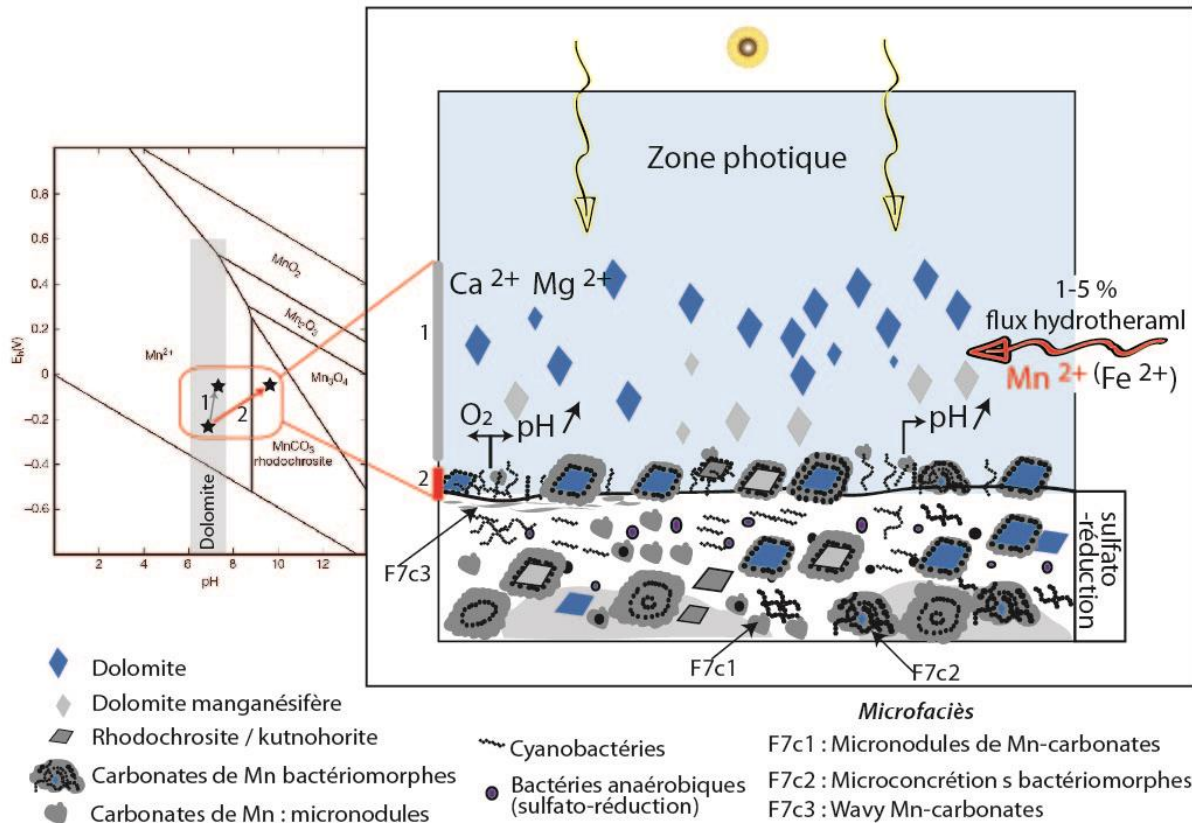 Zone photique
Ca 2+ Mg 2+
1-5 %
flux hydrotheraml
Mn 2+ (Fe 2+)
1
O2
pH
pH
2
sulfato
-réduction
F7c3
F7c1
F7c2
0.8
0.6
0.4
0.2
0
−0.2
−0.4
−0.6
EH(V)
MnO2
Mn2O3
Mn3O4
Mn2+
1
2
MnCO3
rhodochrosite
Dolomite
2 4 6 8 10 12
pH
Dolomite
Dolomite manganésifère
Rhodochrosite / kutnohorite
Carbonates de Mn bactériomorphes
Carbonates de Mn : micronodules
Cyanobactéries
Bactéries anaérobiques
(sulfato-réduction)
Microfaciès
F7c1 : Micronodules de Mn-carbonates
F7c2 : Microconcrétion s bactériomorphes
F7c3 : Wavy Mn-carbonates